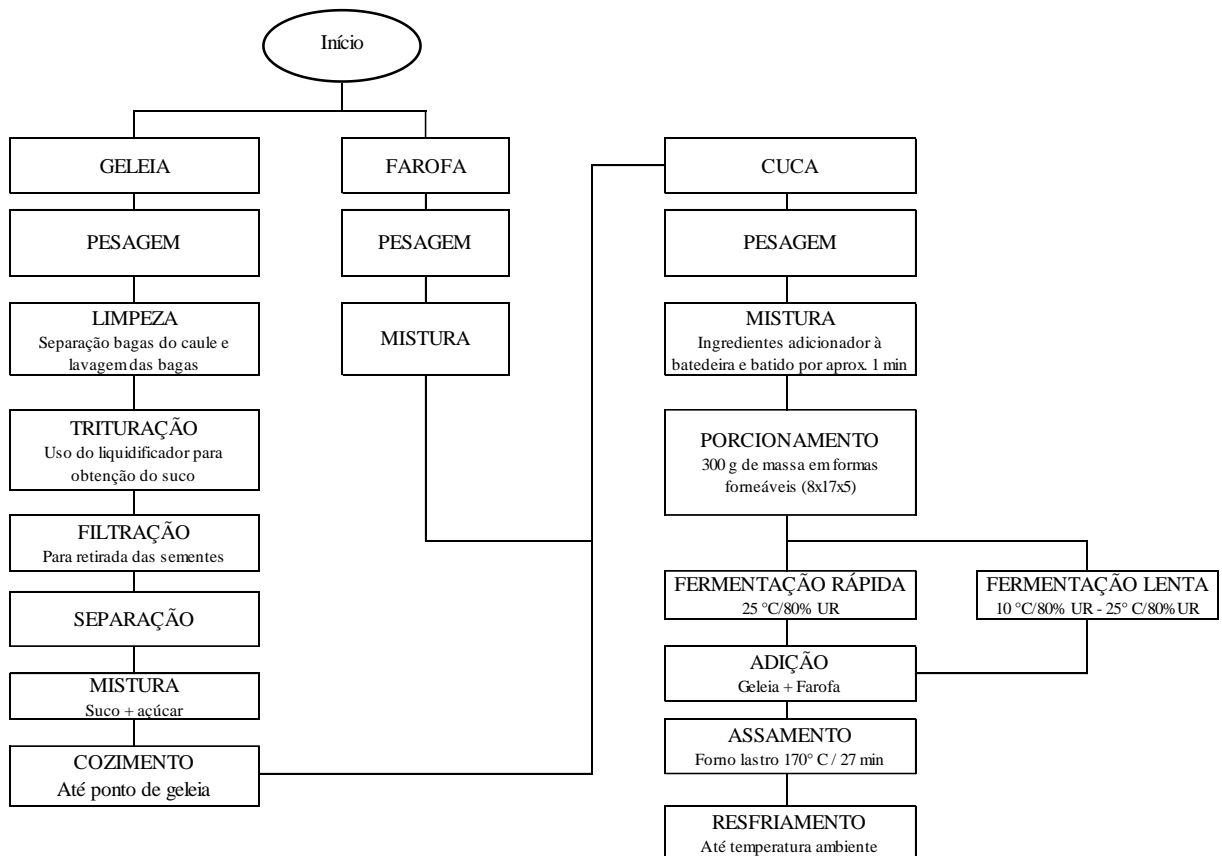 Início
GELEIA
PESAGEM
LIMPEZA
Separação bagas do caule e
lavagem das bagas
TRITURAÇÃO
Uso do liquidificador para
obtenção do suco
FILTRAÇÃO
Para retirada das sementes
SEPARAÇÃO
MISTURA
Suco + açúcar
COZIMENTO
Até ponto de geleia
FAROFA
PESAGEM
MISTURA
CUCA
PESAGEM
MISTURA
Ingredientes adicionador à
batedeira e batido por aprox. 1 min
PORCIONAMENTO
300 g de massa em formas
forneáveis (8x17x5)
FERMENTAÇÃO RÁPIDA
25 °C/80% UR
FERMENTAÇÃO LENTA
10 °C/80% UR - 25° C/80% UR
ADIÇÃO
Geleia + Farofa
ASSAMENTO
Forno lastro 170° C / 27 min
RESFRIAMENTO
Até temperatura ambiente